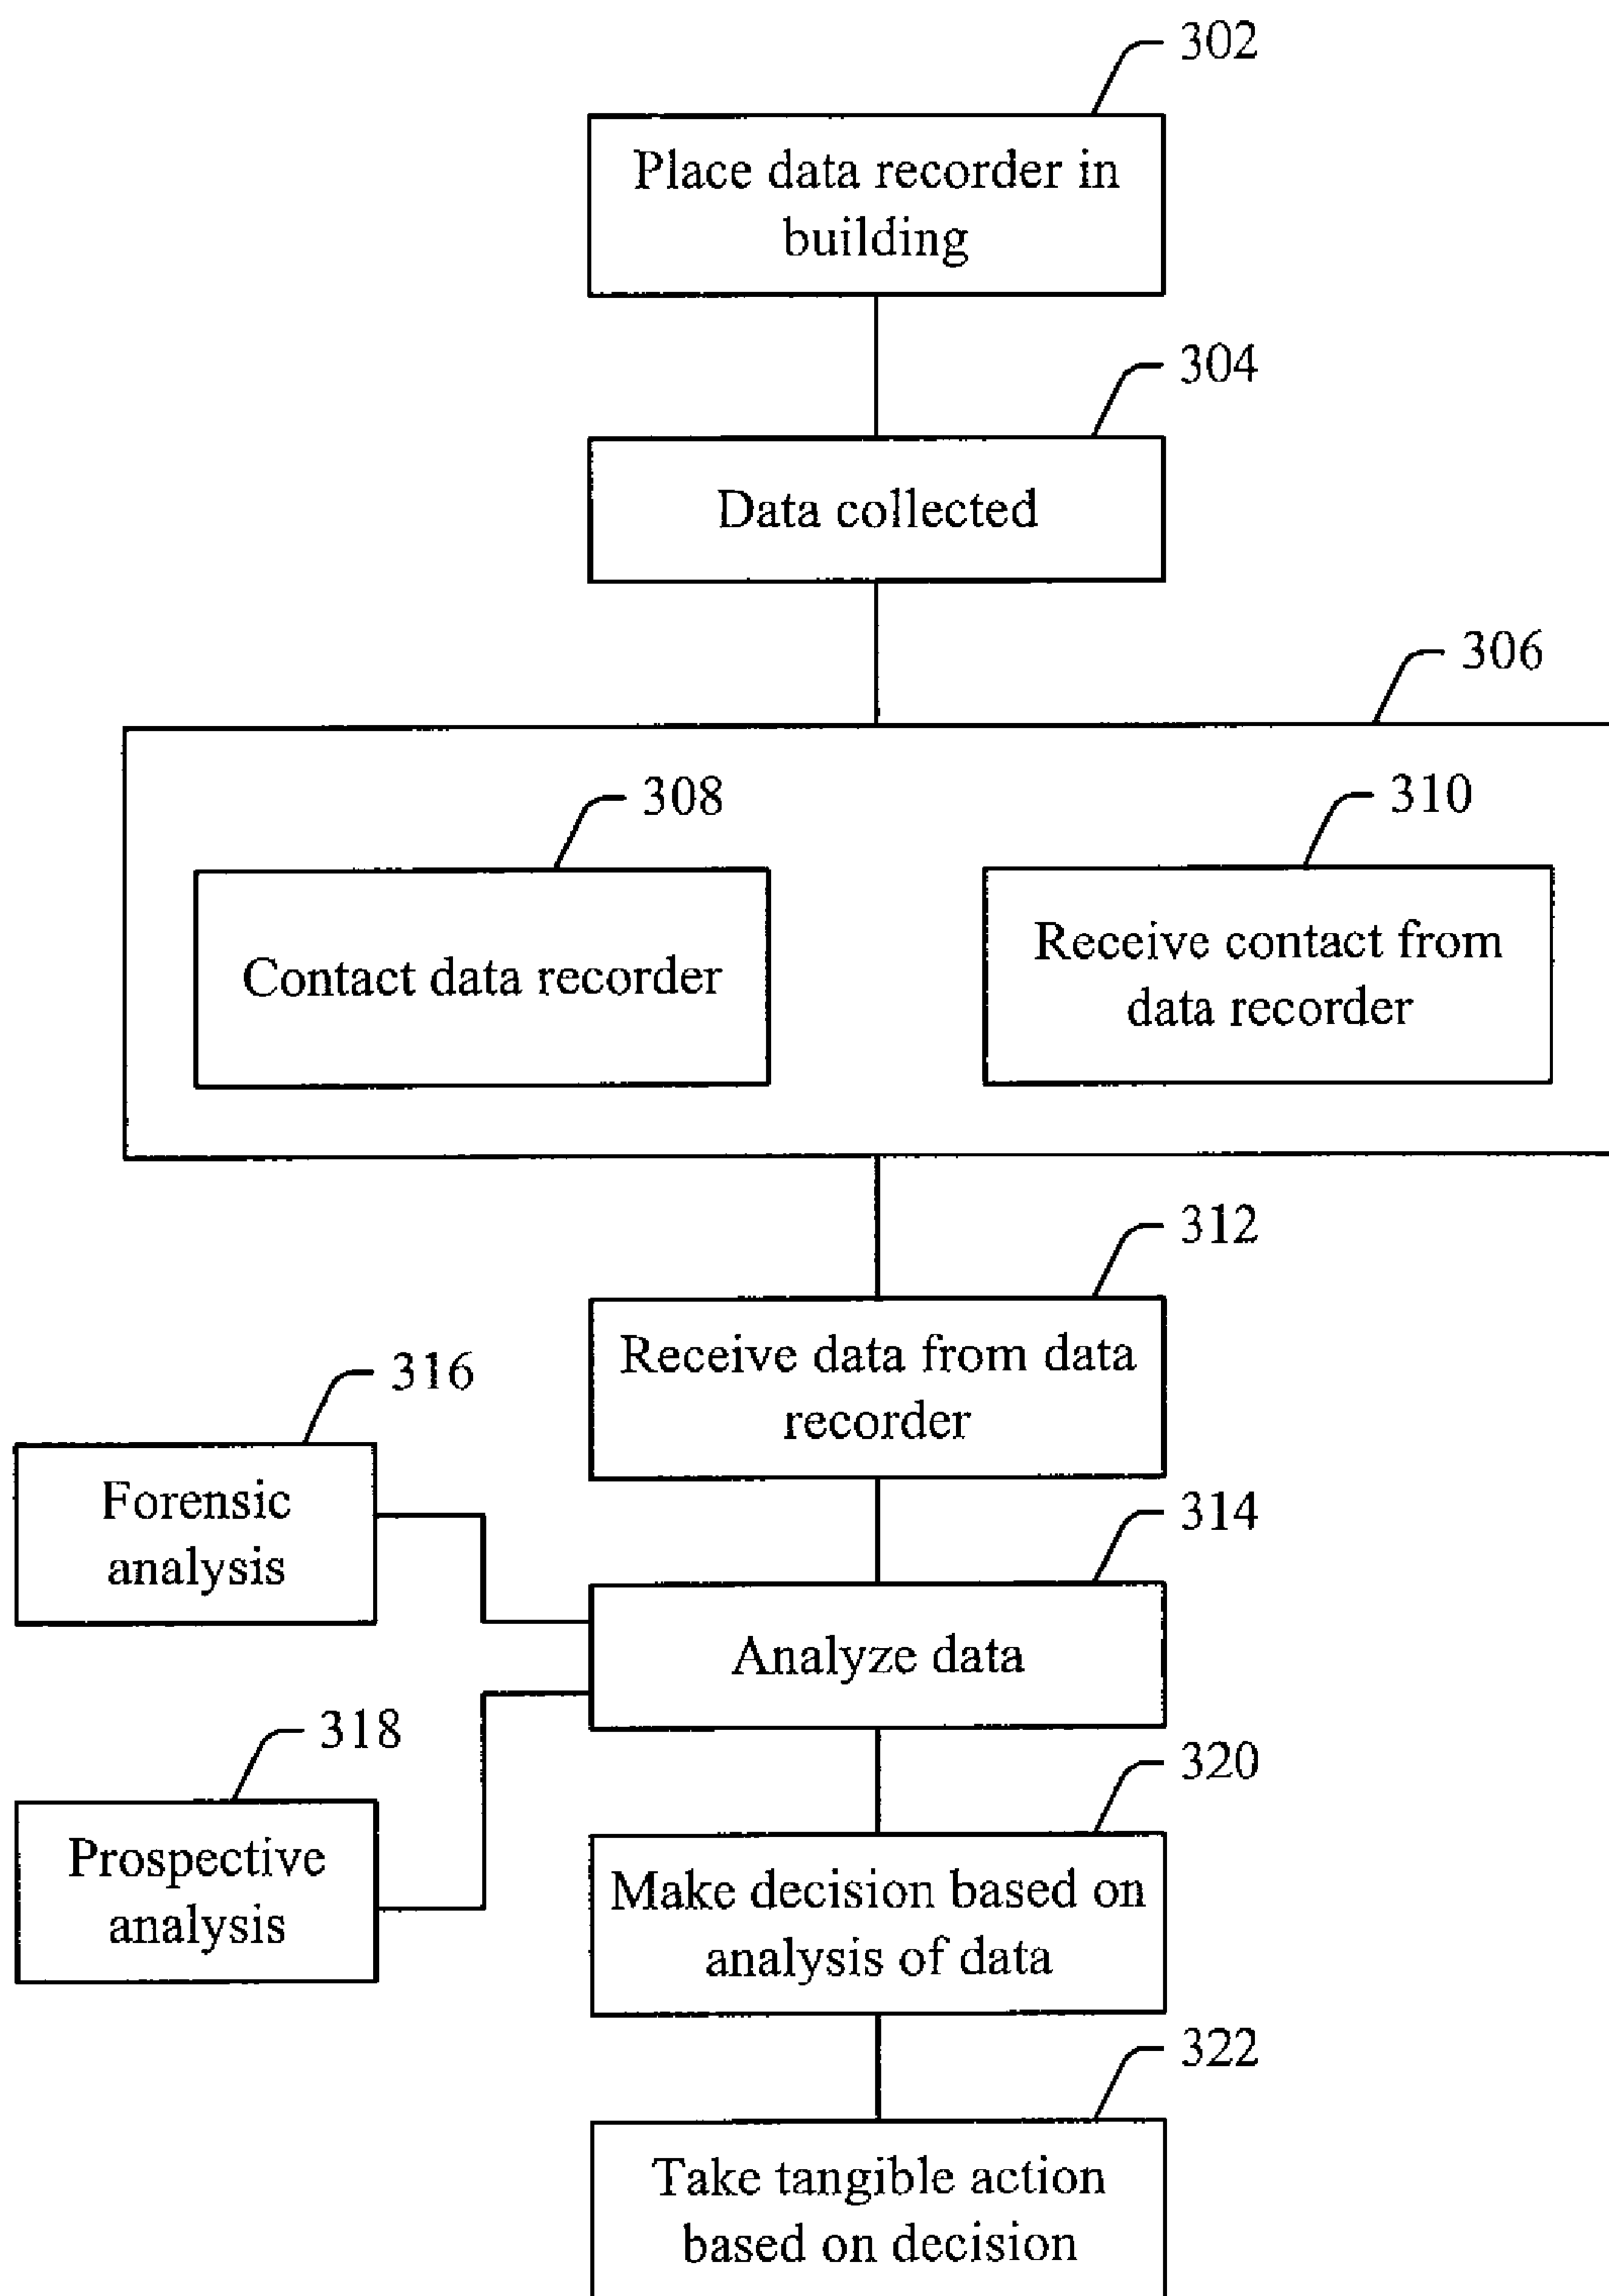 302
Place data recorder in
building
304
Data collected
306
308
310
Contact data recorder
Receive contact from
data recorder
312
Receive data from data
recorder
316
Forensic
analysis
314
Analyze data
318
Prospective
analysis
320
Make decision based on
analysis of data
322
Take tangible action
based on decision